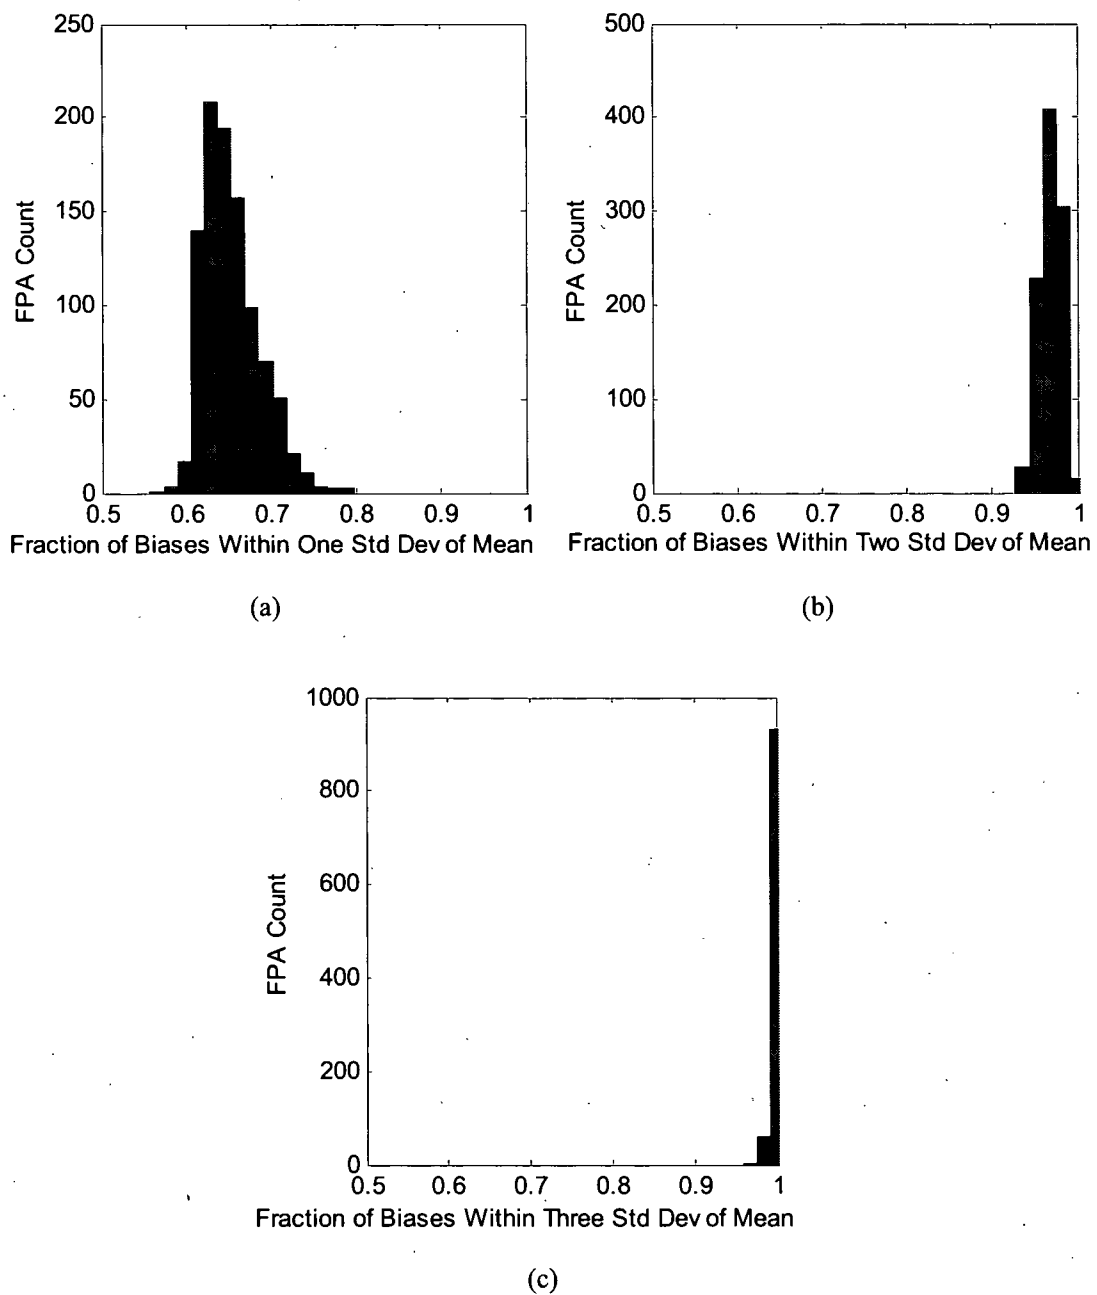 250
200
150
100
50
0
FPA Count
0.5 0.6 0.7 0.8 0.9 1
Fraction of Biases Within One Std Dev of Mean
(a)
500
400
300
200
100
0
FPA Count
0.5 0.6 0.7 0.8 0.9 1
Fraction of Biases Within Two Std Dev of Mean
(b)
1000
800
600
400
200
0
FPA Count
0.5 0.6 0.7 0.8 0.9 1
Fraction of Biases Within Three Std Dev of Mean
(c)